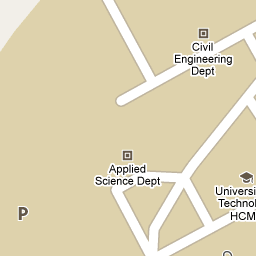 Civil
Engineering
Dept
Applied
Science Dept
P
Universi
Technol
HCM